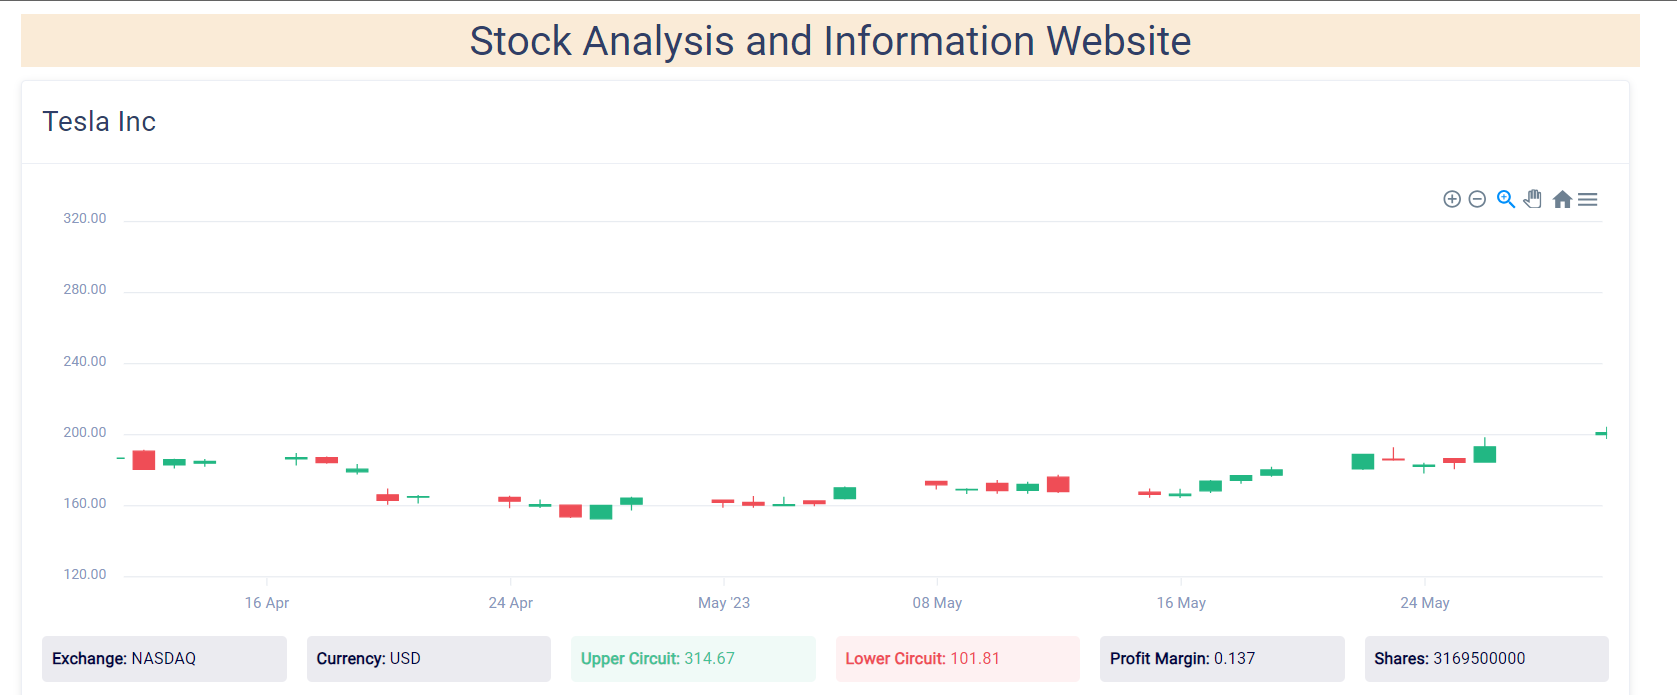 Stock Analysis and Information Website
Tesla Inc
320.00
280.00
240.00
200.00
160.00
120.00
16 Apr 24 Apr May '23 08 May 16 May 24 May
Exchange: NASDAQ Currency: USD Upper Circuit: 314.67 Lower Circuit: 101.81 Profit Margin: 0.137 Shares: 3169500000